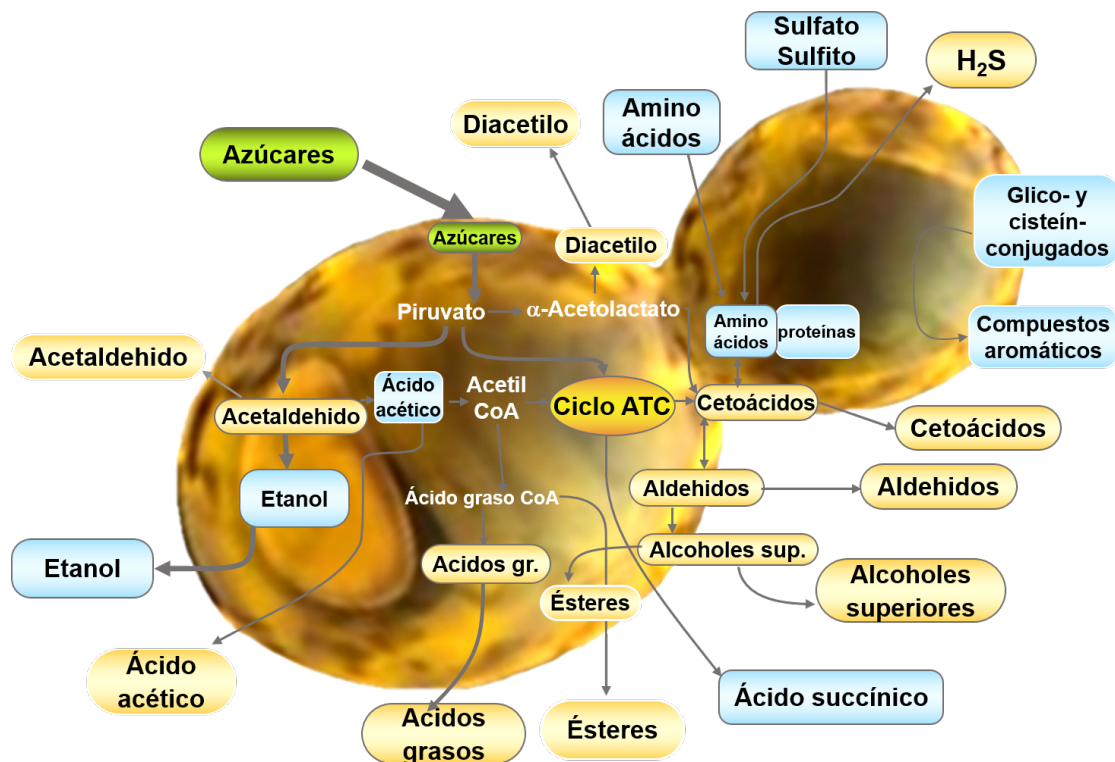 Sulfato
Sulfito
H₂S
Amino
ácidos
Diacetilo
Azúcares
Glico- y
cisteín-
conjugados
Azúcares
Diacetilo
Piruvato
α-Acetolactato
Amino
ácidos
proteínas
Compuestos
aromáticos
Acetaldehido
Acetaldehido
Ácido
acético
Acetil
CoA
Ciclo ATC
Cetoácidos
Cetoácidos
Etanol
Ácido graso CoA
Aldehidos
Aldehidos
Etanol
Acidos gr.
Alcoholes sup.
Alcoholes
superiores
Ésteres
Ácido
acético
Acidos
grasos
Ésteres
Ácido succínico